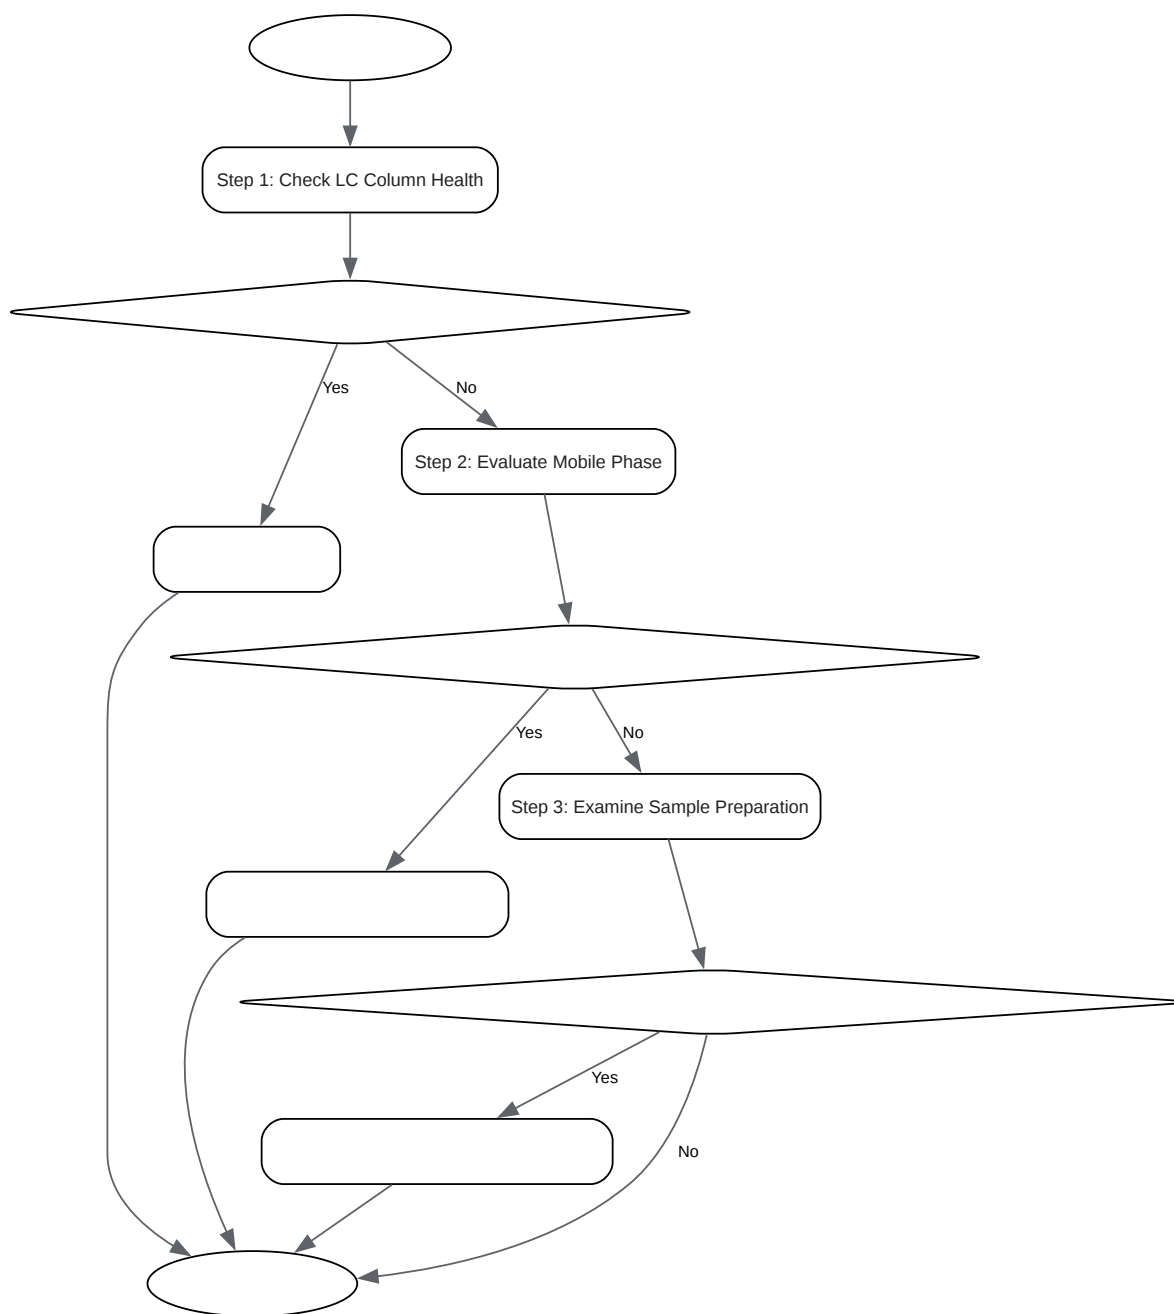 Step 1: Check LC Column Health
Yes
No
Step 2: Evaluate Mobile Phase
Yes
No
Step 3: Examine Sample Preparation
Yes
No